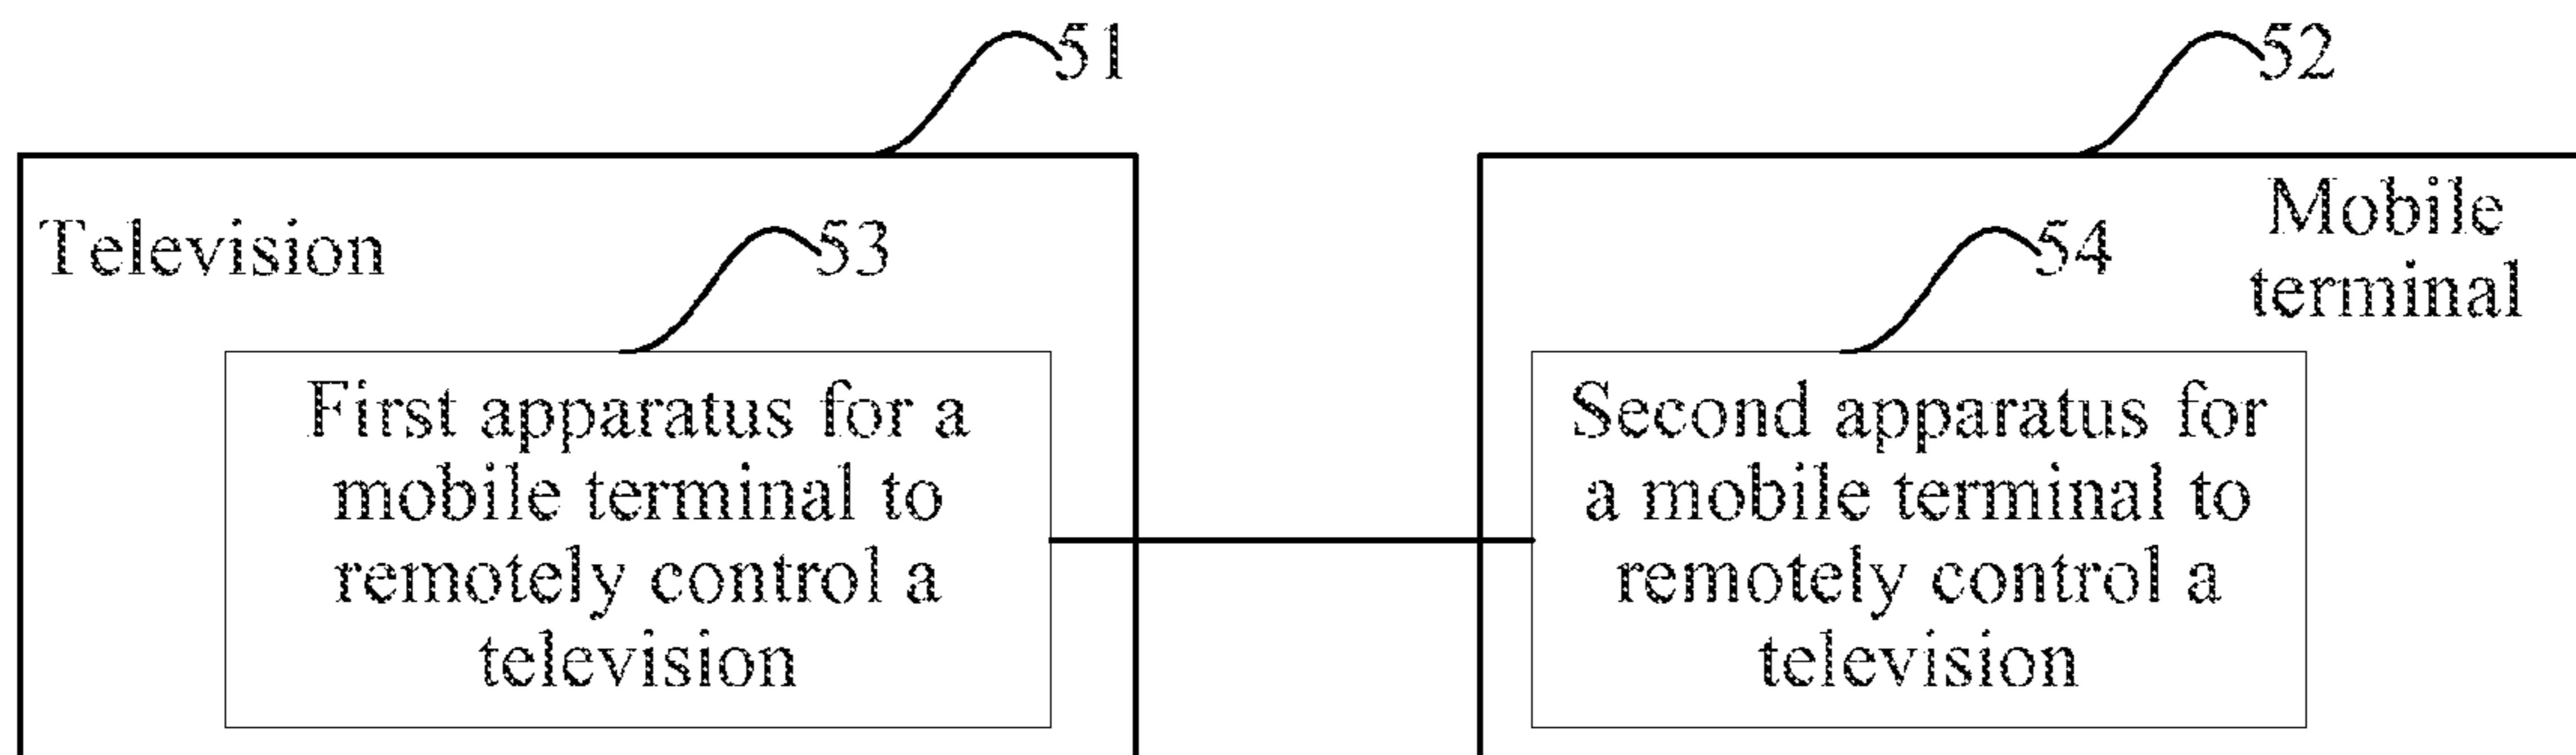 51
52
Television
53
54
Mobile
terminal
First apparatus for a
mobile terminal to
remotely control a
television
Second apparatus for
a mobile terminal to
remotely control a
television